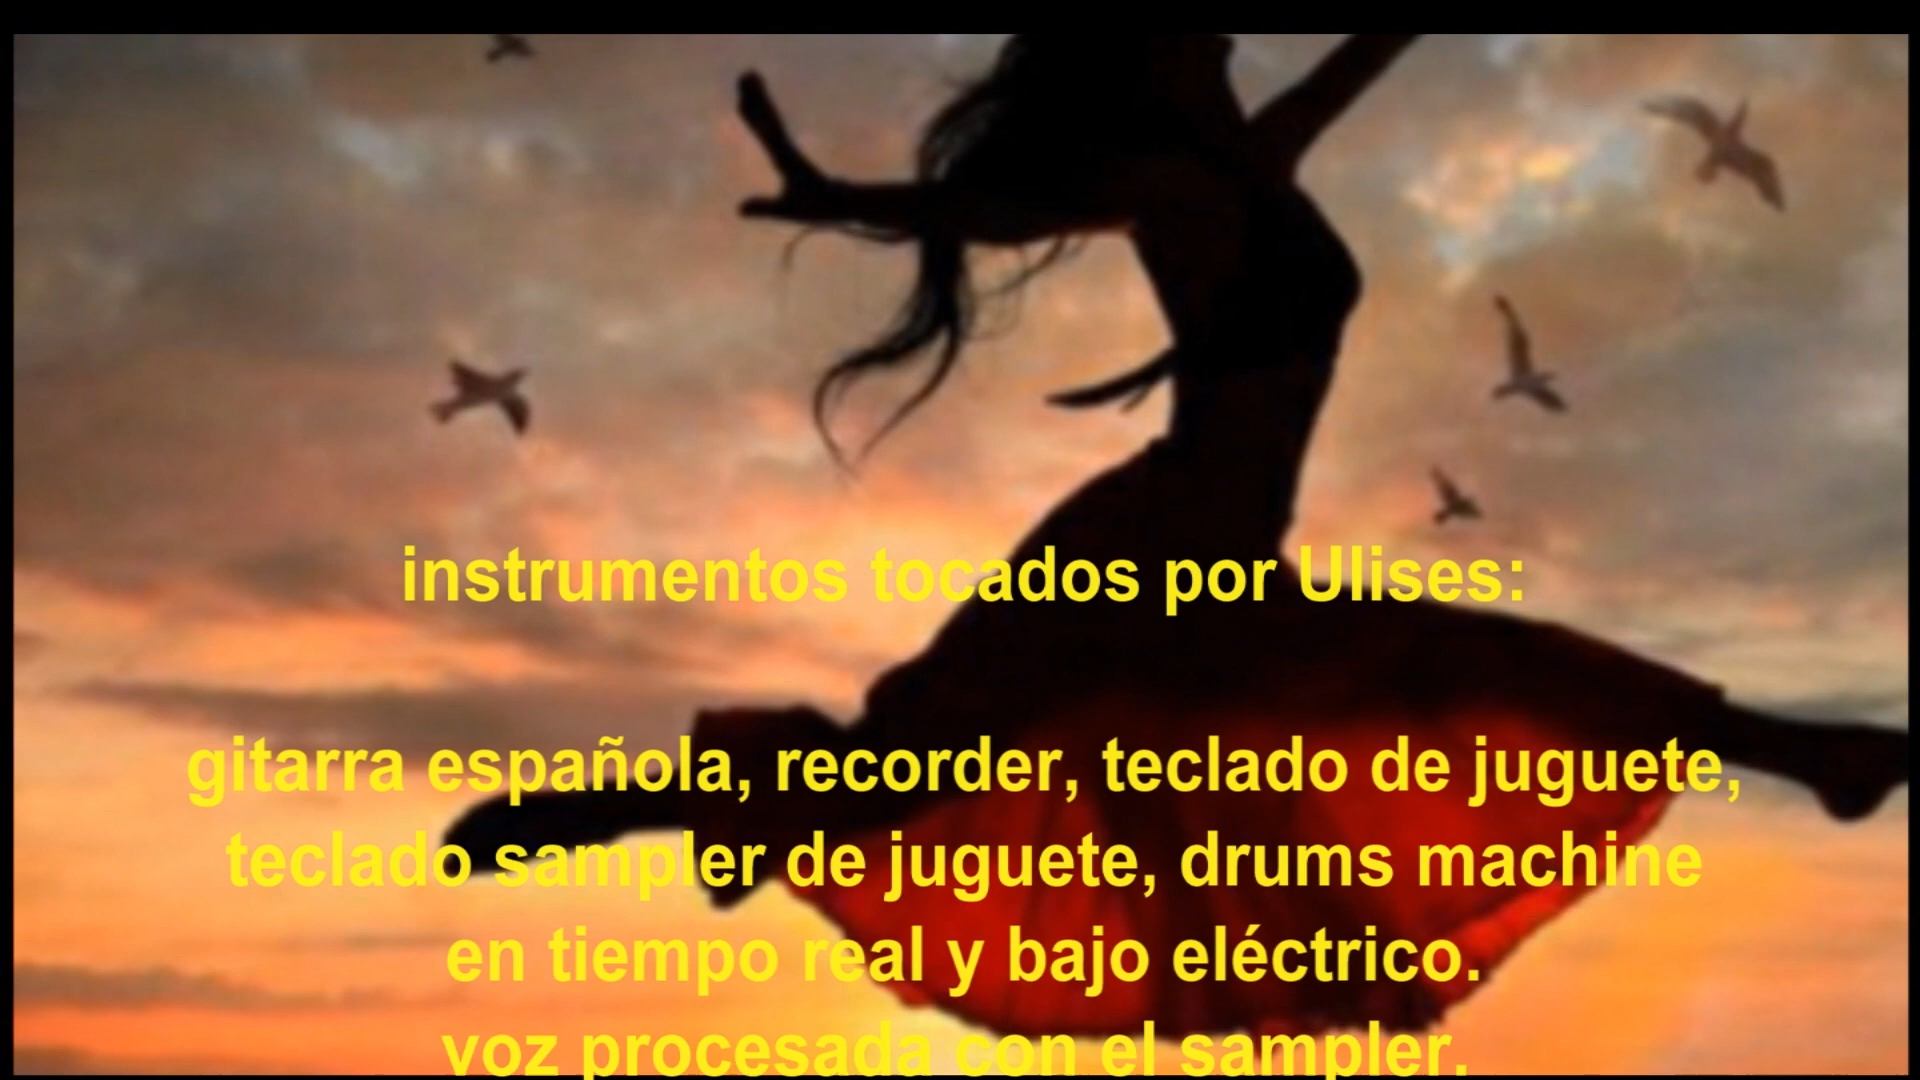 instrumentos tocados por Ulises:
gitarra española, recorder, teclado de juguete,
teclado sampler de juguete, drums machine
en tiempo real y bajo eléctrico.
voz procesada con el sampler.